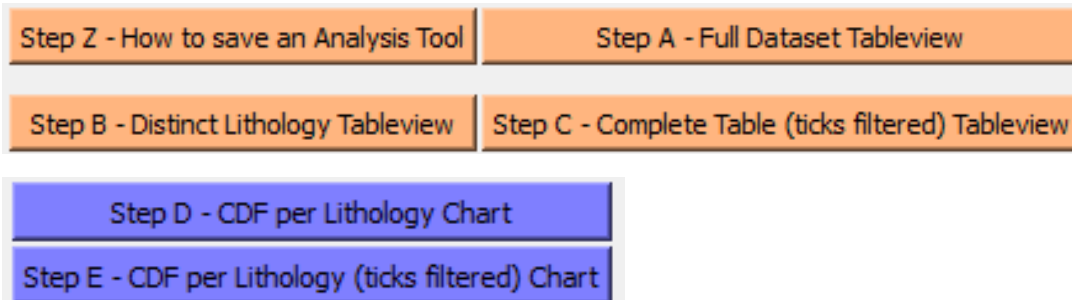 Step Z - How to save an Analysis Tool
Step A - Full Dataset Tableview
Step B - Distinct Lithology Tableview
Step C - Complete Table (ticks filtered) Tableview
Step D - CDF per Lithology Chart
Step E - CDF per Lithology (ticks filtered) Chart